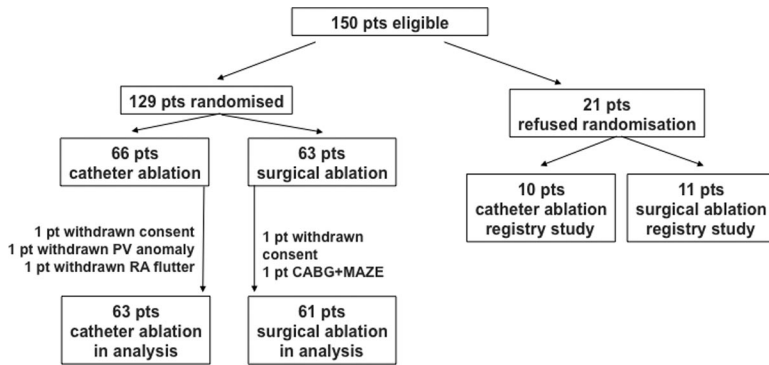 150 pts eligible
129 pts randomised
21 pts
refused randomisation
66 pts
catheter ablation
63 pts
surgical ablation
10 pts
catheter ablation
registry study
11 pts
surgical ablation
registry study
1 pt withdrawn consent
1 pt withdrawn PV anomaly
1 pt withdrawn RA flutter
1 pt withdrawn
consent
1 pt CABG+MAZE
63 pts
catheter ablation
in analysis
61 pts
surgical ablation
in analysis